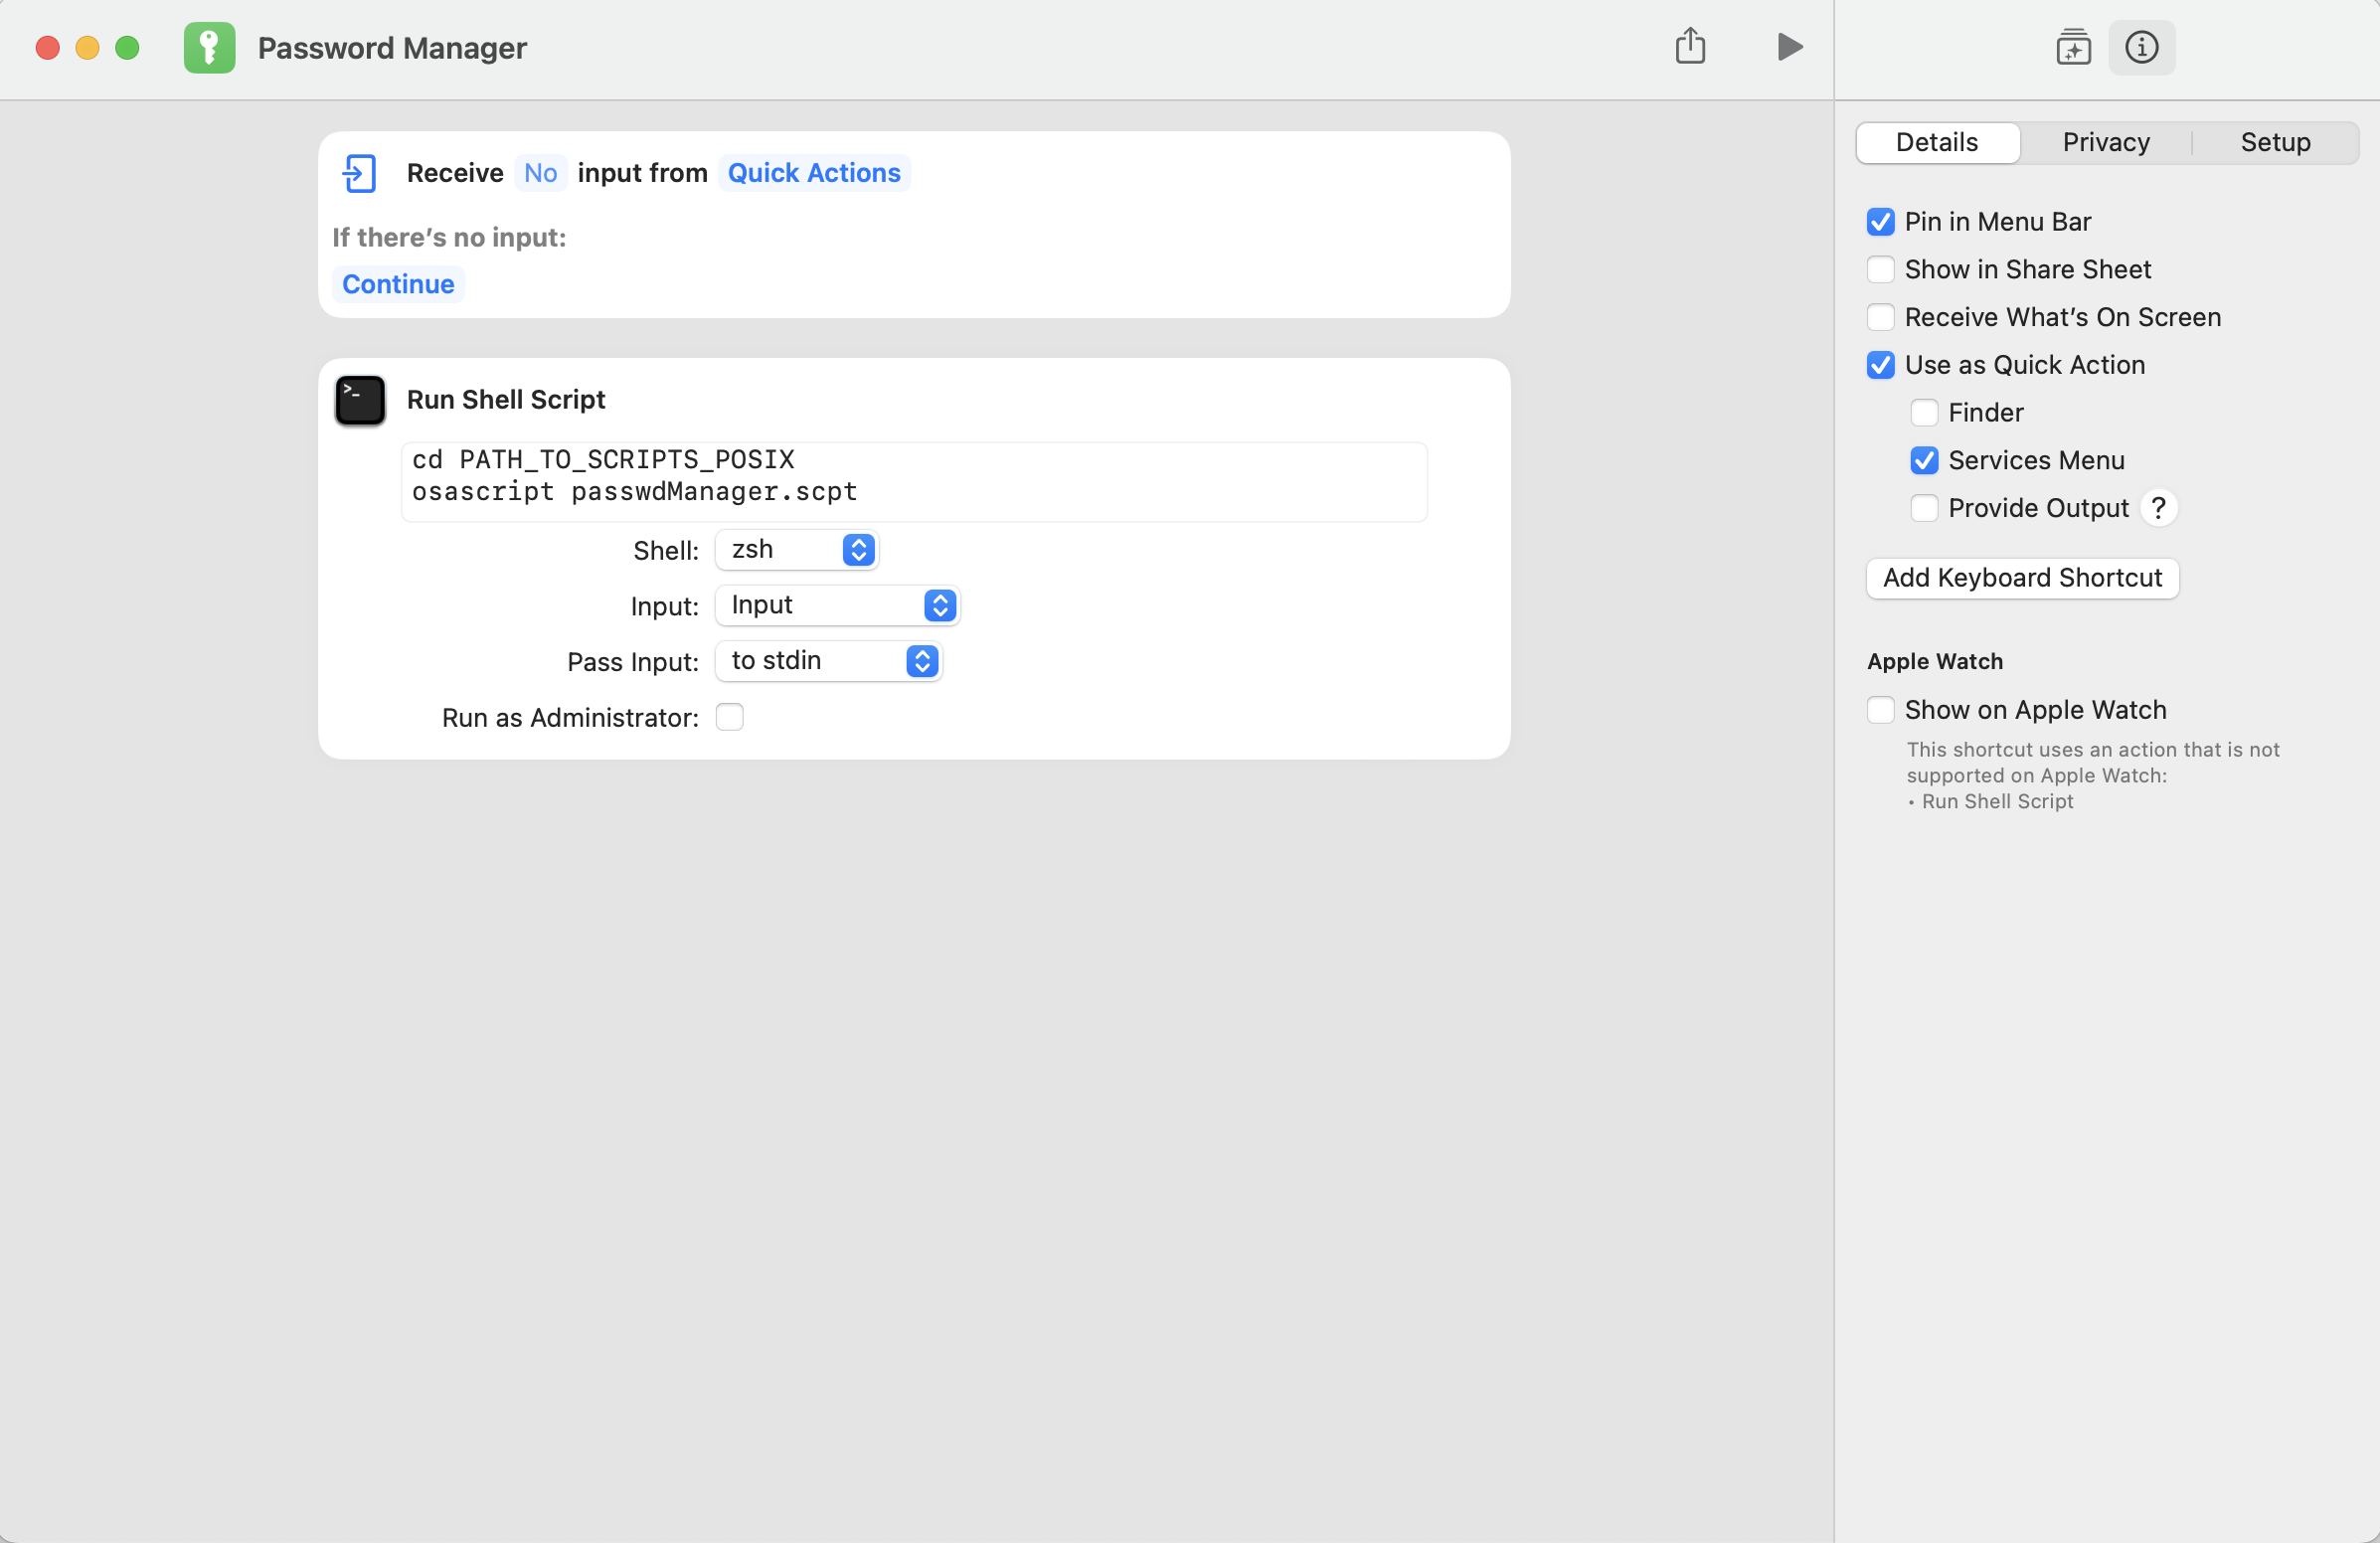 Password Manager
Receive No input from Quick Actions
If there’s no input:
Continue
>_
Run Shell Script
cd PATH_TO_SCRIPTS_POSIX
osascript passwdManager.scpt
Shell: zsh
Input: Input
Pass Input: to stdin
Run as Administrator:
Details Privacy Setup
Pin in Menu Bar
Show in Share Sheet
Receive What’s On Screen
Use as Quick Action
Finder
Services Menu
Provide Output ?
Add Keyboard Shortcut
Apple Watch
Show on Apple Watch
This shortcut uses an action that is not
supported on Apple Watch:
• Run Shell Script